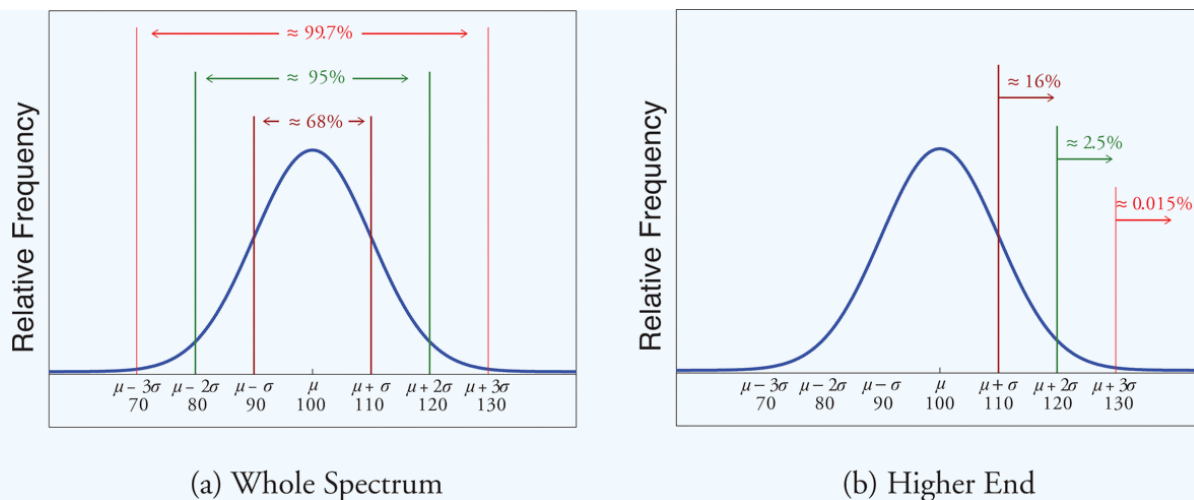 ≈ 99.7%
≈ 95%
≈ 68%
Relative Frequency
μ − 3σ μ − 2σ μ − σ μ μ + σ μ + 2σ μ + 3σ
70 80 90 100 110 120 130
(a) Whole Spectrum
≈ 16%
≈ 2.5%
≈ 0.015%
Relative Frequency
μ − 3σ μ − 2σ μ − σ μ μ + σ μ + 2σ μ + 3σ
70 80 90 100 110 120 130
(b) Higher End